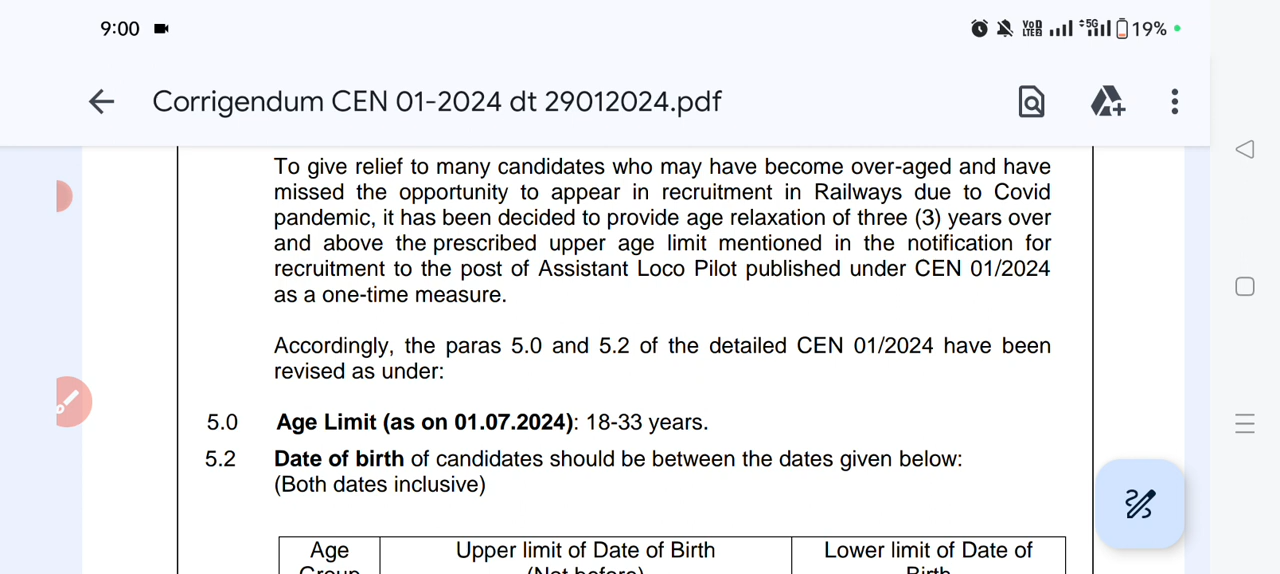 9:00
VoD LTE2 5G 19%
Corrigendum CEN 01-2024 dt 29012024.pdf
To give relief to many candidates who may have become over-aged and have
missed the opportunity to appear in recruitment in Railways due to Covid
pandemic, it has been decided to provide age relaxation of three (3) years over
and above the prescribed upper age limit mentioned in the notification for
recruitment to the post of Assistant Loco Pilot published under CEN 01/2024
as a one-time measure.
Accordingly, the paras 5.0 and 5.2 of the detailed CEN 01/2024 have been
revised as under:
5.0 Age Limit (as on 01.07.2024): 18-33 years.
5.2 Date of birth of candidates should be between the dates given below:
(Both dates inclusive)
Age Upper limit of Date of Birth Lower limit of Date of
Group (Not before) Birth